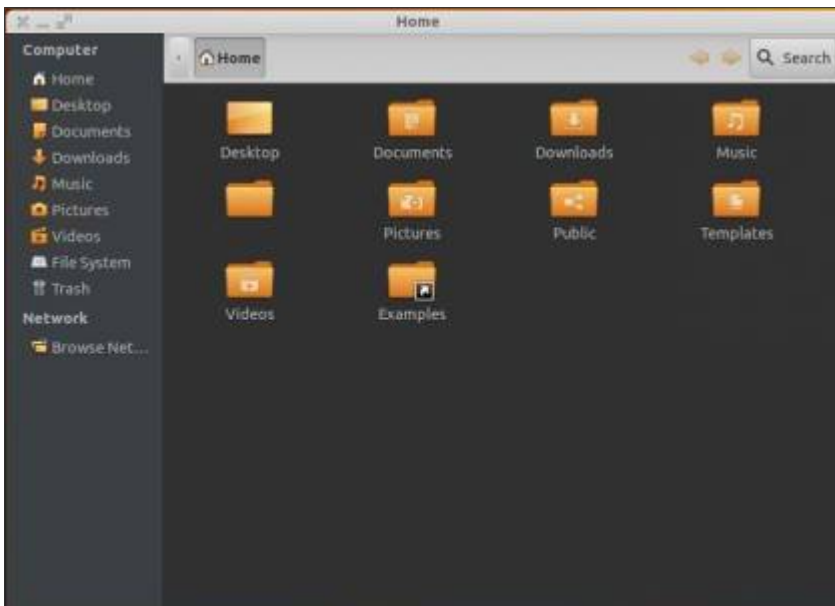 Home
Computer
Home
Desktop
Documents
Downloads
Music
Pictures
Videos
File System
Trash
Network
Browse Net...
Home
Search
Desktop Documents Downloads Music
Pictures Public Templates
Videos Examples